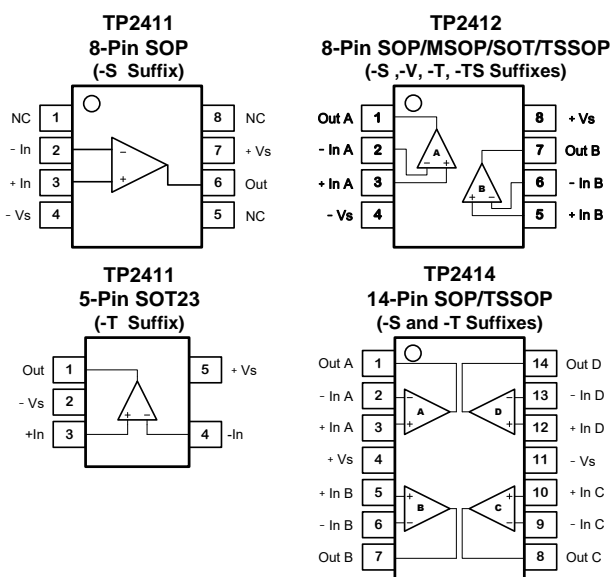 TP2411
8-Pin SOP
(-S Suffix)
NC 1 8 NC
- In 2 - 7 + Vs
+ In 3 + 6 Out
- Vs 4 5 NC
TP2412
8-Pin SOP/MSOP/SOT/TSSOP
(-S ,-V, -T, -TS Suffixes)
Out A 1 8 + Vs
- In A 2 A - + 7 Out B
+ In A 3 B + - 6 - In B
- Vs 4 5 + In B
TP2411
5-Pin SOT23
(-T Suffix)
Out 1 5 + Vs
- Vs 2
+In 3 + - 4 -In
TP2414
14-Pin SOP/TSSOP
(-S and -T Suffixes)
Out A 1 14 Out D
- In A 2 - A D - 13 - In D
+ In A 3 + + 12 + In D
+ Vs 4 11 - Vs
+ In B 5 + + 10 + In C
- In B 6 - B C - 9 - In C
Out B 7 8 Out C